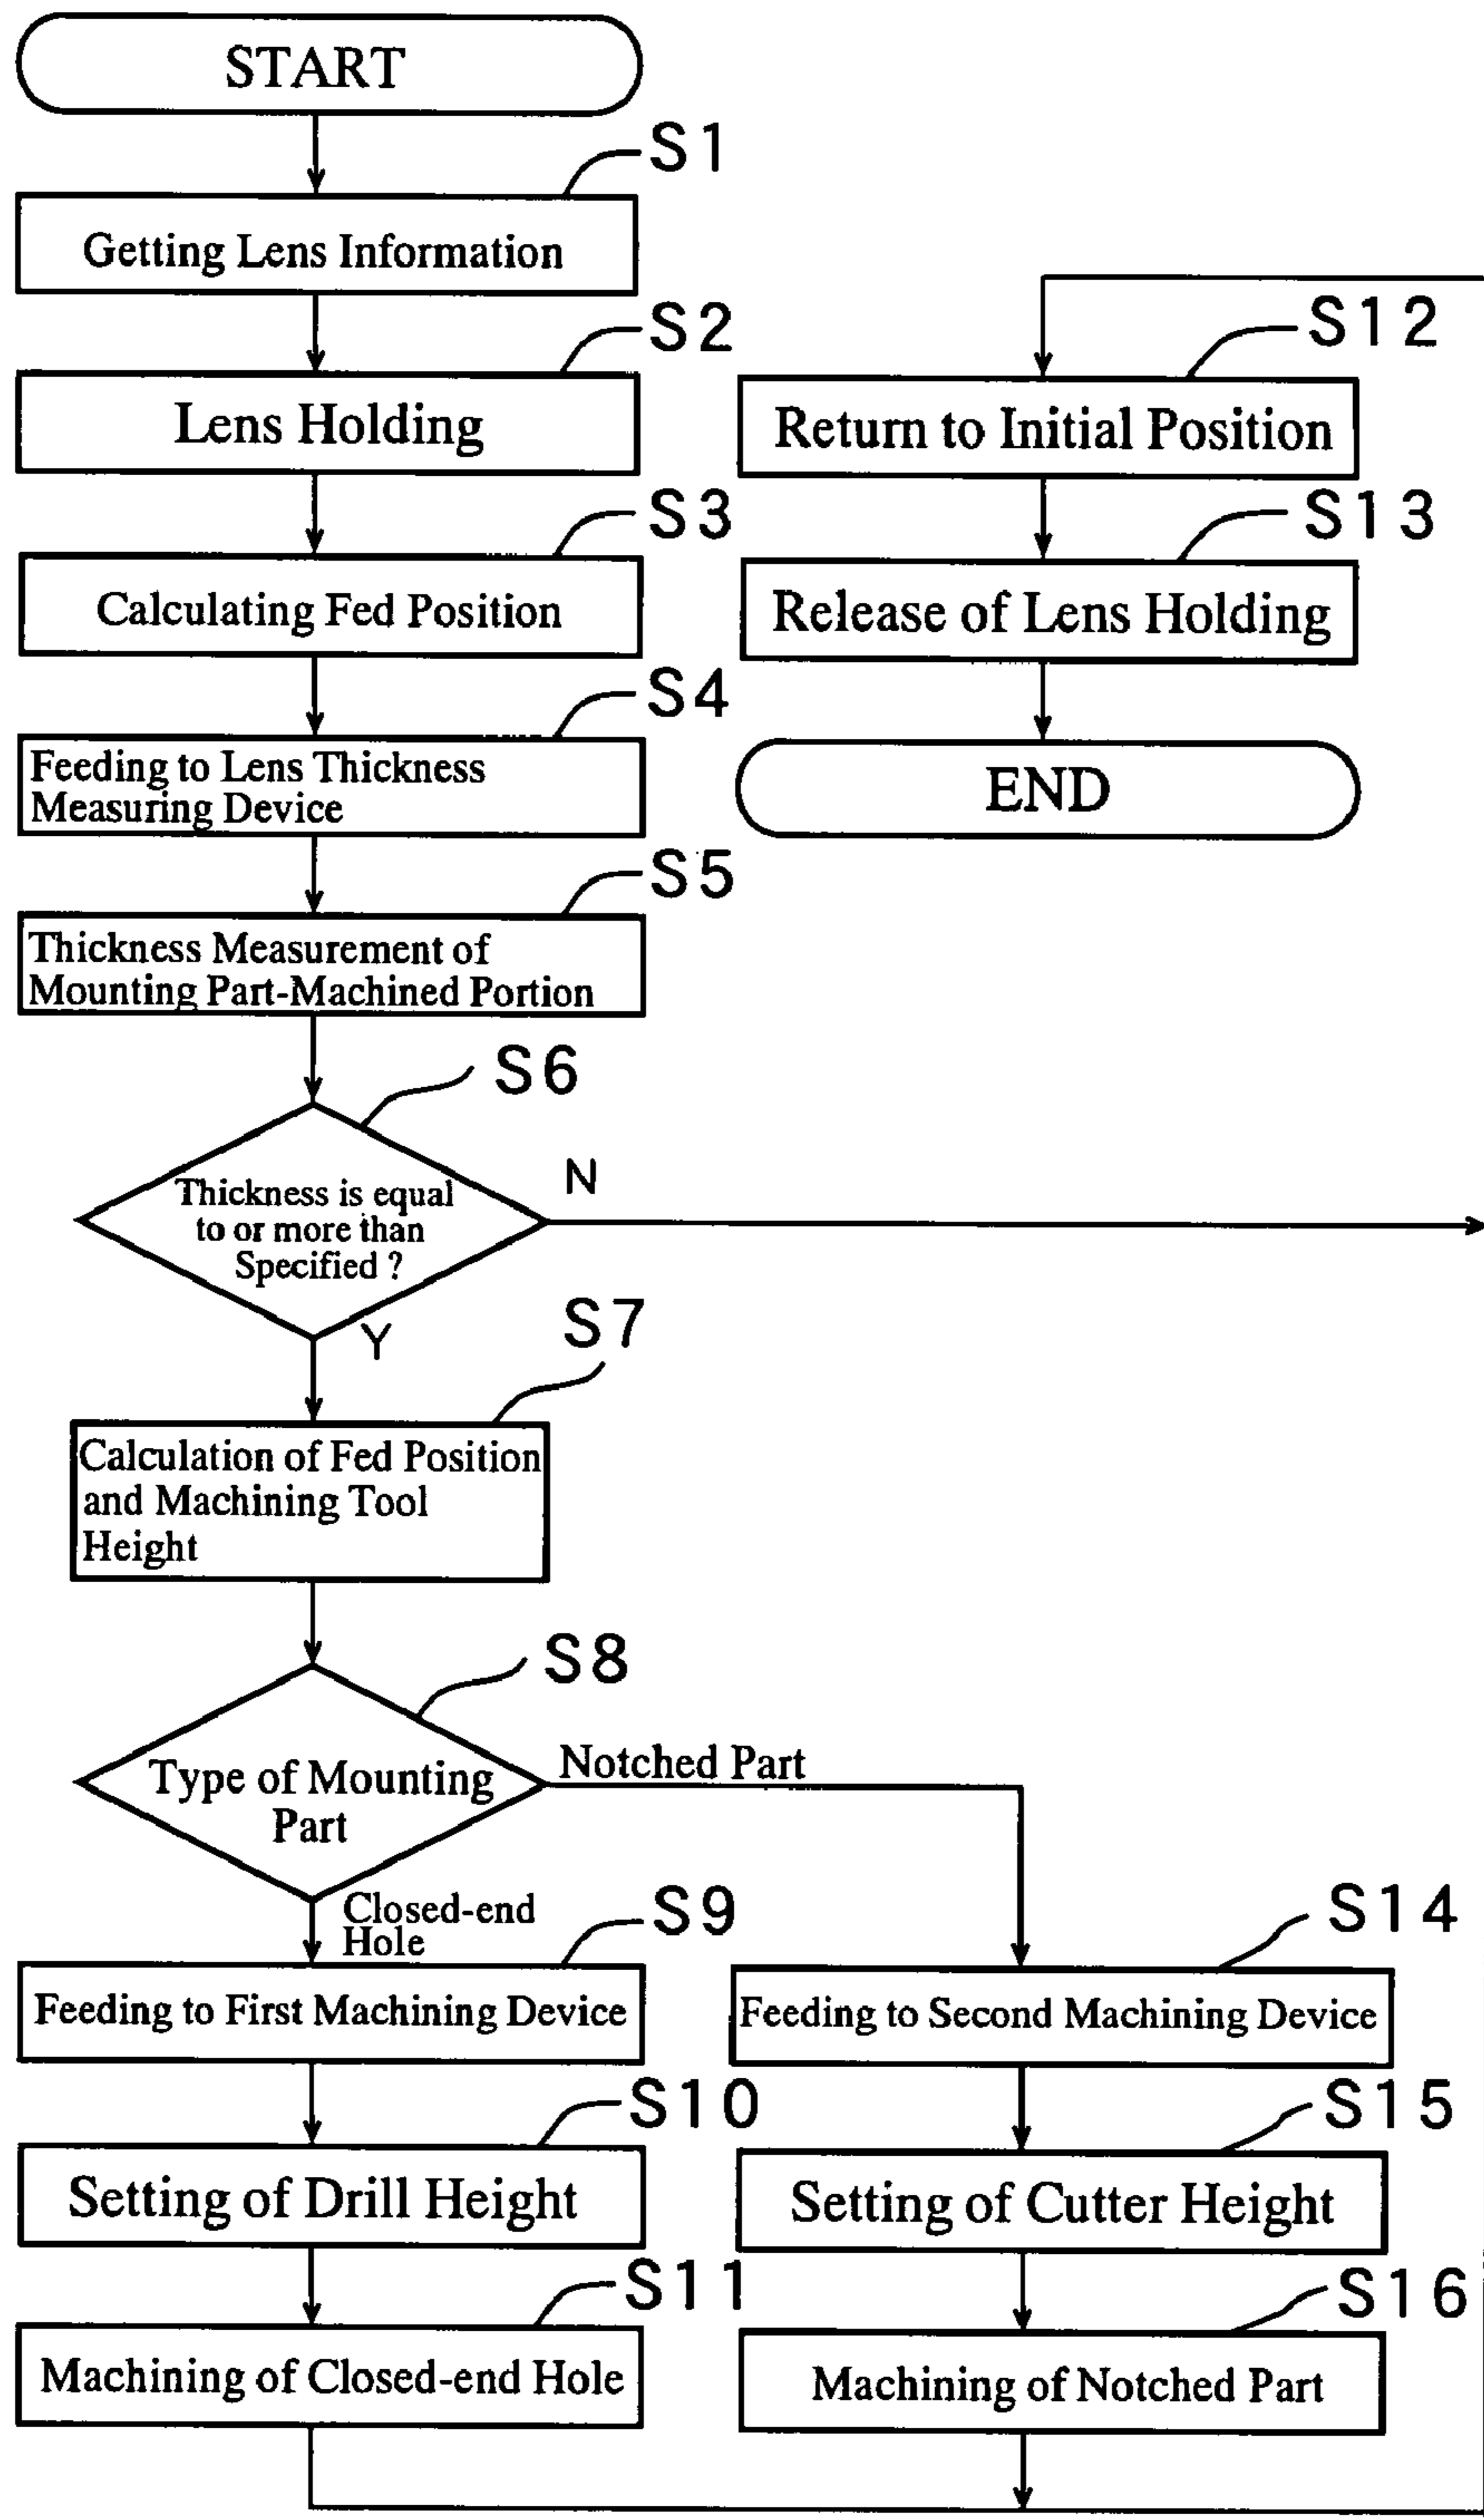 START
S1
Getting Lens Information
S2
Lens Holding
S3
Calculating Fed Position
S4
Feeding to Lens Thickness
Measuring Device
S5
Thickness Measurement of
Mounting Part-Machined Portion
S6
Thickness is equal
to or more than
Specified ?
N
Y
S7
Calculation of Fed Position
and Machining Tool
Height
S8
Type of Mounting
Part
Notched Part
Closed-end
Hole
S9
Feeding to First Machining Device
S10
Setting of Drill Height
S11
Machining of Closed-end Hole
S12
Return to Initial Position
S13
Release of Lens Holding
END
S14
Feeding to Second Machining Device
S15
Setting of Cutter Height
S16
Machining of Notched Part